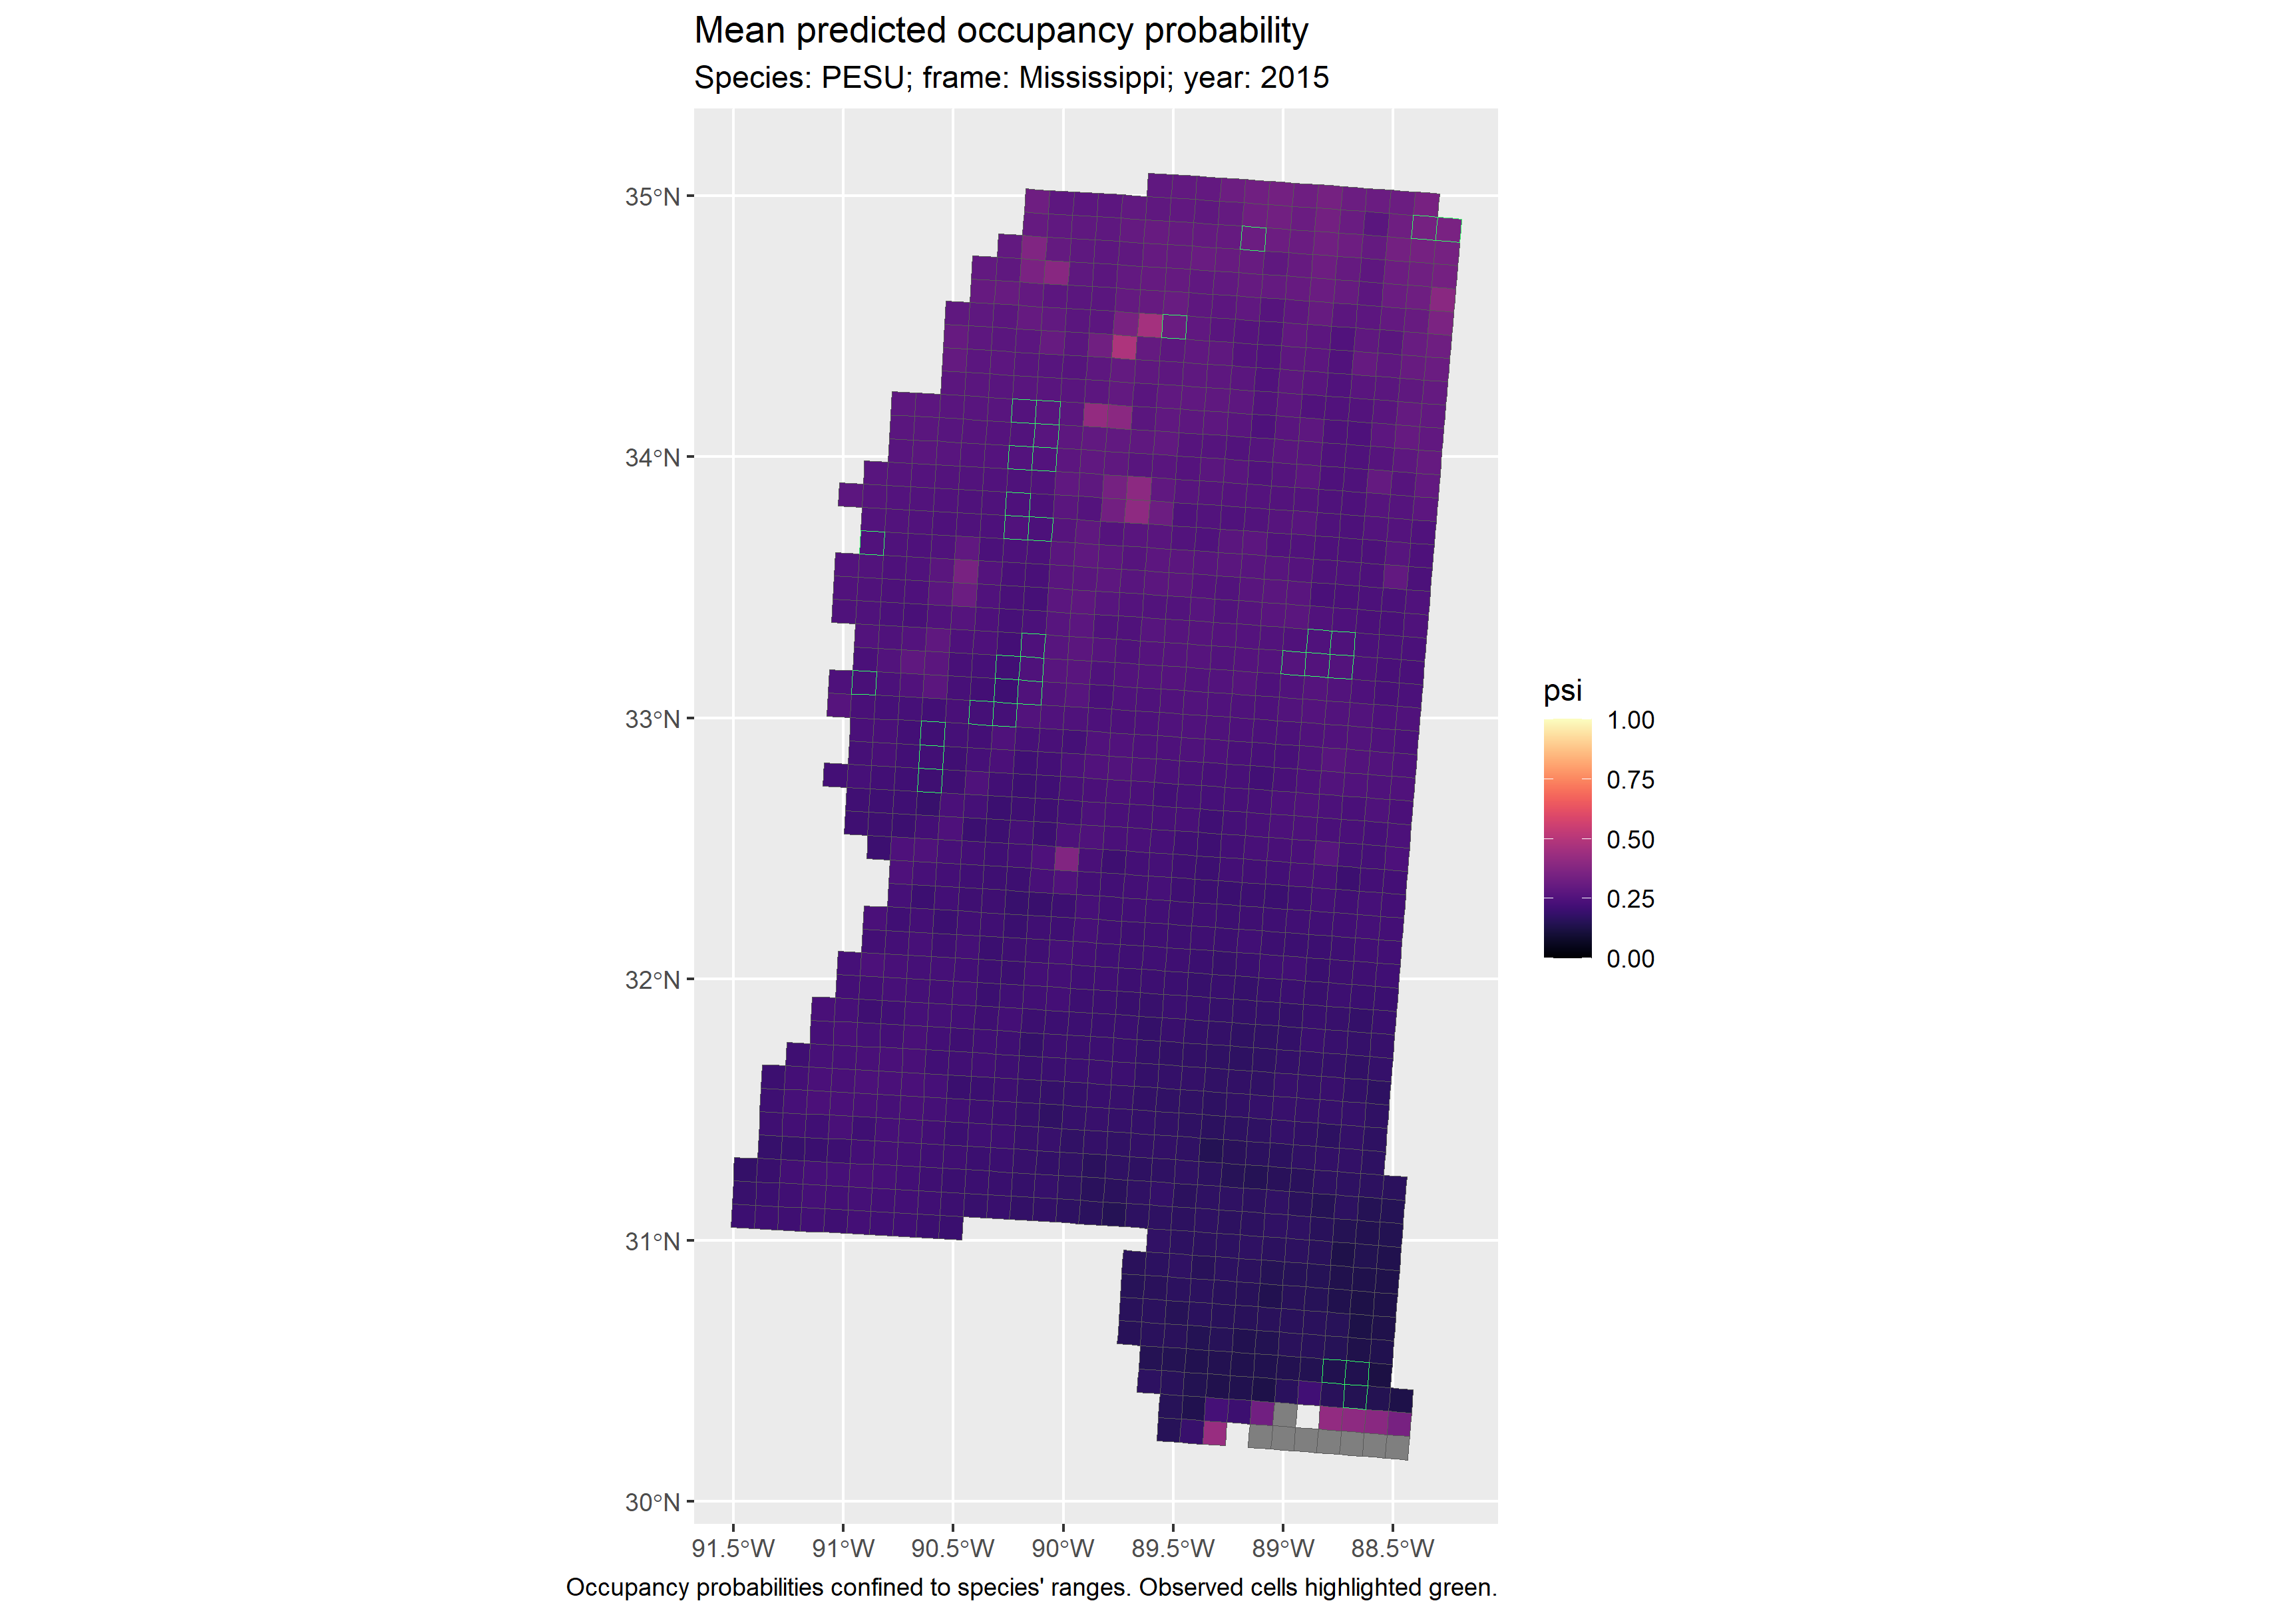 Mean predicted occupancy probability
Species: PESU; frame: Mississippi; year: 2015
35°N
34°N
33°N
32°N
31°N
30°N
91.5°W 91°W 90.5°W 90°W 89.5°W 89°W 88.5°W
psi
1.00
0.75
0.50
0.25
0.00
Occupancy probabilities confined to species' ranges. Observed cells highlighted green.